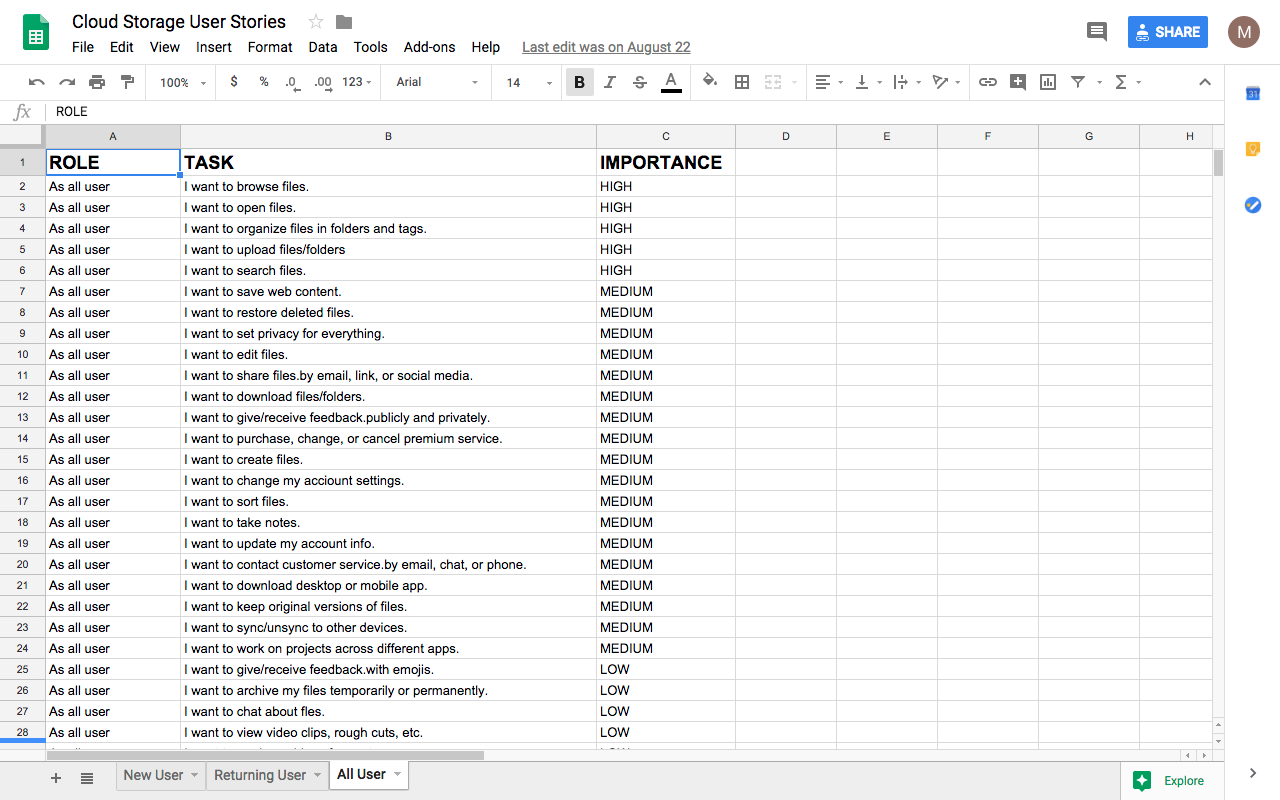 Cloud Storage User Stories
File Edit View Insert Format Data Tools Add-ons Help Last edit was on August 22
SHARE
M
100% $ % .0 .00 123 Arial 14 B I S A Σ
31
fx ROLE
A B C D E F G H
1 ROLE TASK IMPORTANCE
2 As all user I want to browse files. HIGH
3 As all user I want to open files. HIGH
4 As all user I want to organize files in folders and tags. HIGH
5 As all user I want to upload files/folders HIGH
6 As all user I want to search files. HIGH
7 As all user I want to save web content. MEDIUM
8 As all user I want to restore deleted files. MEDIUM
9 As all user I want to set privacy for everything. MEDIUM
10 As all user I want to edit files. MEDIUM
11 As all user I want to share files.by email, link, or social media. MEDIUM
12 As all user I want to download files/folders. MEDIUM
13 As all user I want to give/receive feedback.publicly and privately. MEDIUM
14 As all user I want to purchase, change, or cancel premium service. MEDIUM
15 As all user I want to create files. MEDIUM
16 As all user I want to change my acciount settings. MEDIUM
17 As all user I want to sort files. MEDIUM
18 As all user I want to take notes. MEDIUM
19 As all user I want to update my account info. MEDIUM
20 As all user I want to contact customer service.by email, chat, or phone. MEDIUM
21 As all user I want to download desktop or mobile app. MEDIUM
22 As all user I want to keep original versions of files. MEDIUM
23 As all user I want to sync/unsync to other devices. MEDIUM
24 As all user I want to work on projects across different apps. MEDIUM
25 As all user I want to give/receive feedback.with emojis. LOW
26 As all user I want to archive my files temporarily or permanently. LOW
27 As all user I want to chat about fles. LOW
28 As all user I want to view video clips, rough cuts, etc. LOW
New User Returning User All User Explore